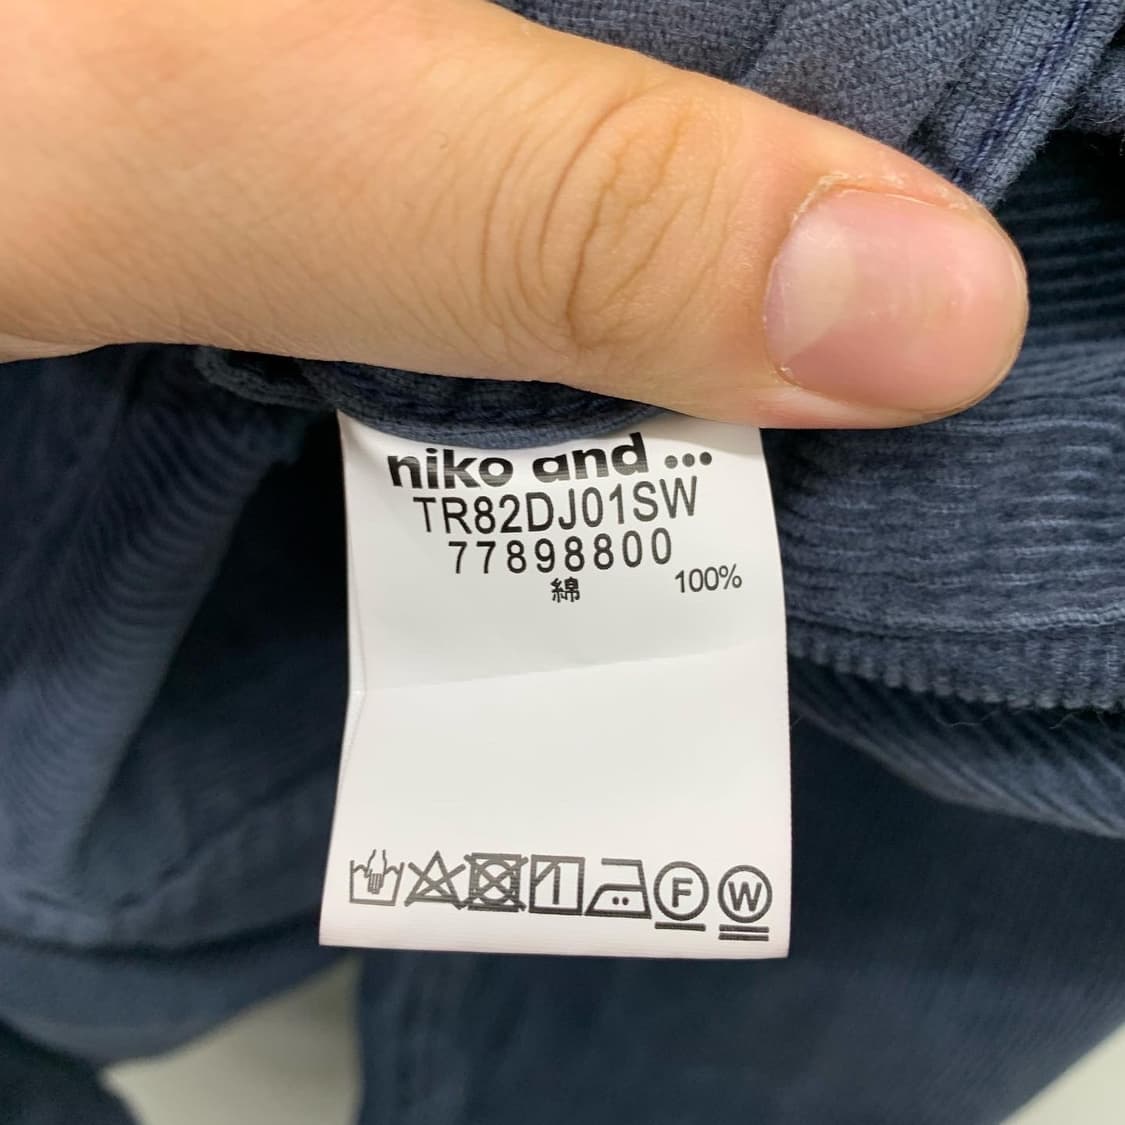 niko and ...
TR82DJ01SW
77898800
綿 100%
F W